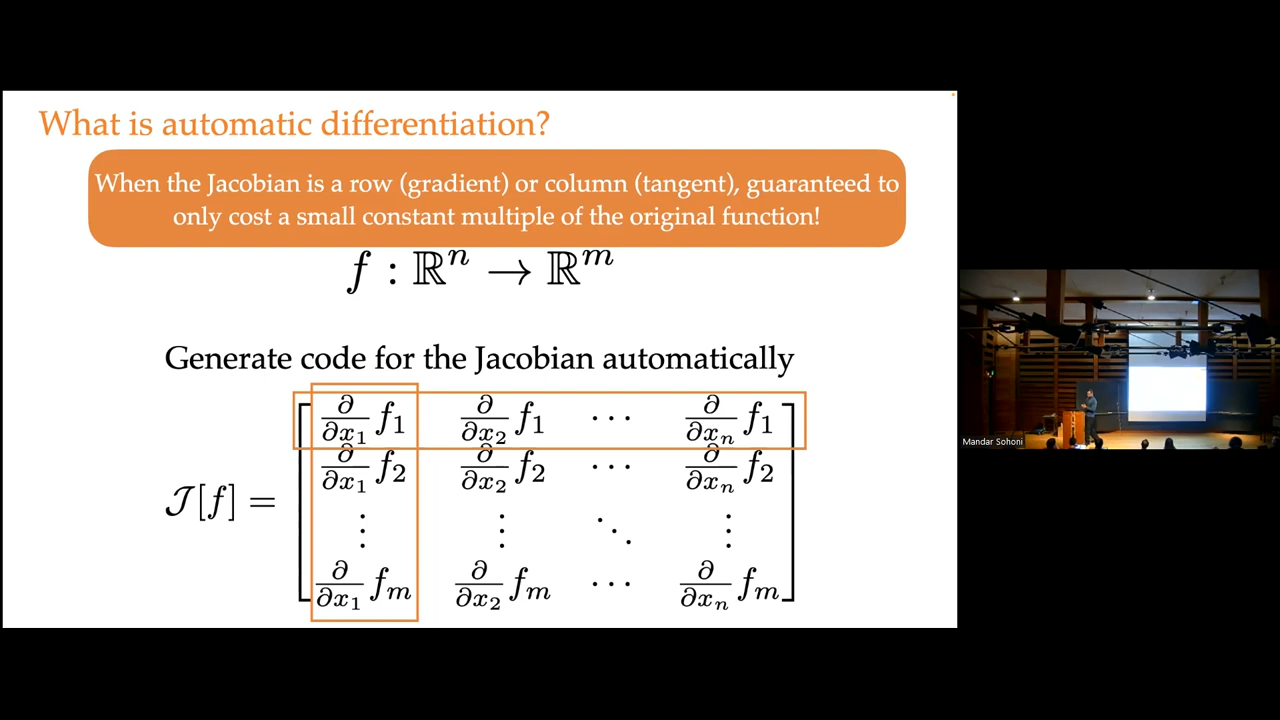 What is automatic differentiation?
When the Jacobian is a row (gradient) or column (tangent), guaranteed to
only cost a small constant multiple of the original function!
f : ℝⁿ → ℝᵐ
Generate code for the Jacobian automatically
∂/∂x₁ f₁ ∂/∂x₂ f₁ ⋯ ∂/∂xₙ f₁
∂/∂x₁ f₂ ∂/∂x₂ f₂ ⋯ ∂/∂xₙ f₂
𝒥[f] = ⋮ ⋮ ⋱ ⋮
∂/∂x₁ fₘ ∂/∂x₂ fₘ ⋯ ∂/∂xₙ fₘ
Mandar Sohoni